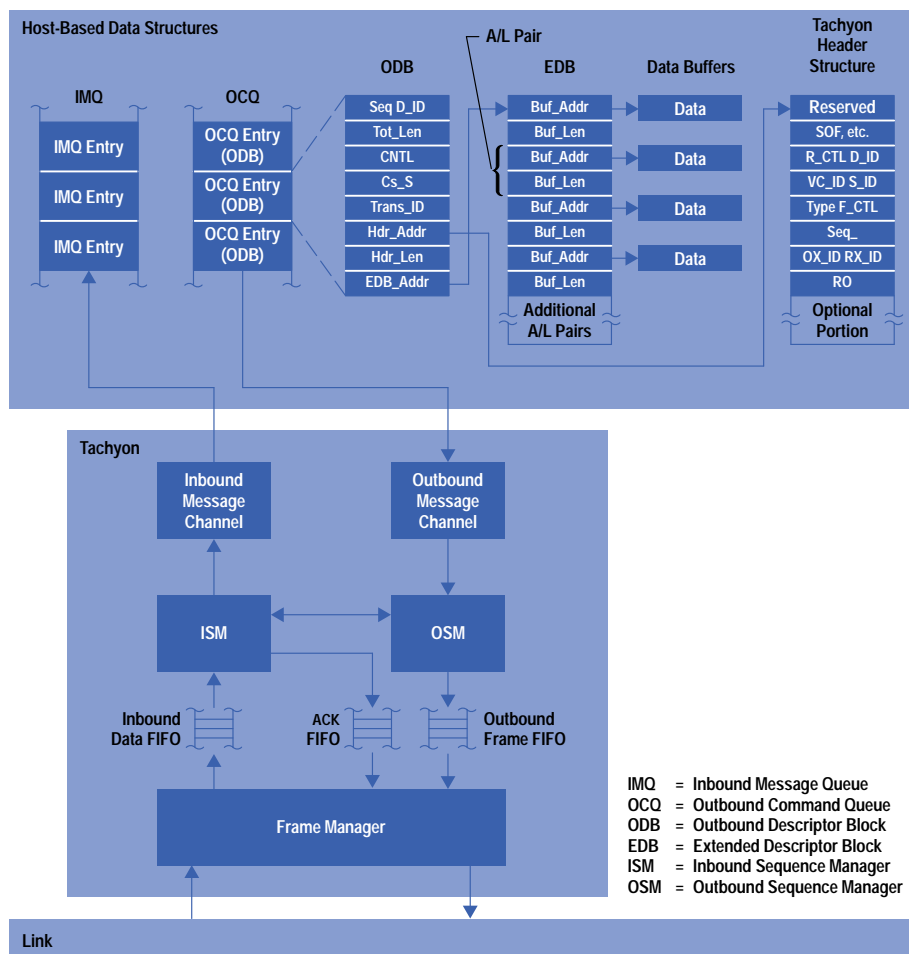 Host-Based Data Structures
A/L Pair
Tachyon
Header
Structure
ODB
EDB
Data Buffers
IMQ
OCQ
IMQ Entry
IMQ Entry
IMQ Entry
OCQ Entry
(ODB)
OCQ Entry
(ODB)
OCQ Entry
(ODB)
Seq D_ID
Tot_Len
CNTL
Cs_S
Trans_ID
Hdr_Addr
Hdr_Len
EDB_Addr
Buf_Addr
Buf_Len
Buf_Addr
Buf_Len
Buf_Addr
Buf_Len
Buf_Addr
Buf_Len
Additional
A/L Pairs
Data
Data
Data
Data
Reserved
SOF, etc.
R_CTL D_ID
VC_ID S_ID
Type F_CTL
Seq_
OX_ID RX_ID
RO
Optional
Portion
Tachyon
Inbound
Message
Channel
Outbound
Message
Channel
ISM
OSM
Inbound
Data FIFO
ACK
FIFO
Outbound
Frame FIFO
Frame Manager
IMQ = Inbound Message Queue
OCQ = Outbound Command Queue
ODB = Outbound Descriptor Block
EDB = Extended Descriptor Block
ISM = Inbound Sequence Manager
OSM = Outbound Sequence Manager
Link